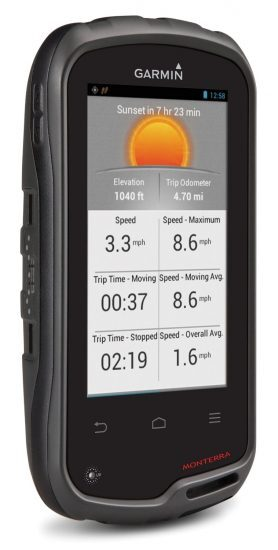 GARMIN
12:58
Sunset in 7 hr 23 min
Elevation Trip Odometer
1040 ft 4.70 mi
Speed Speed - Maximum
3.3 mph 8.6 mph
Trip Time - Moving Speed - Moving Avg.
00:37 8.6 mph
Trip Time - Stopped Speed - Overall Avg.
02:19 1.6 mph
MONTERRA